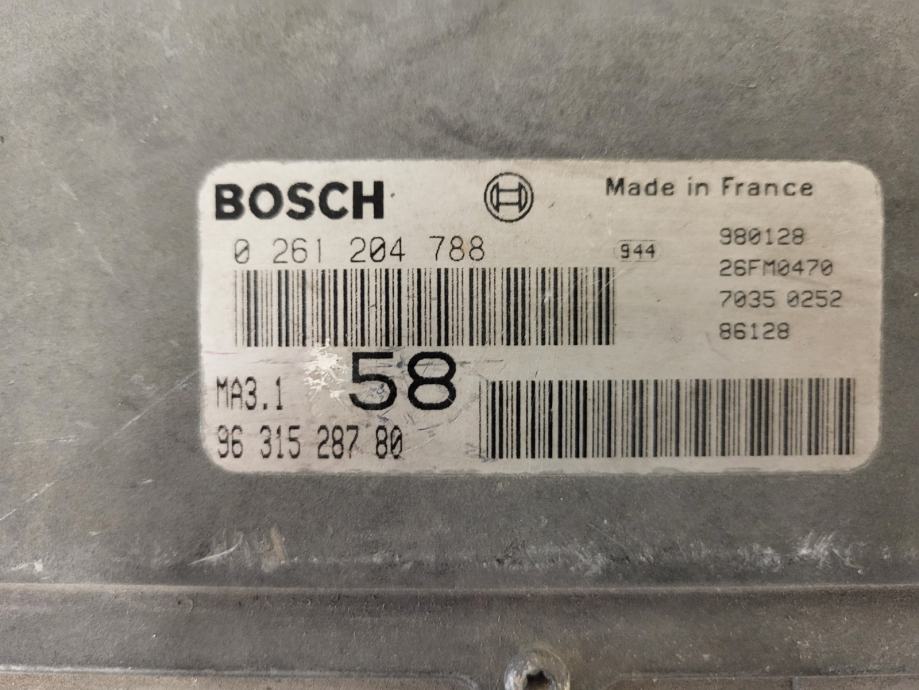 BOSCH
Made in France
0 261 204 788
944
980128
26FM0470
7035 0252
86128
MA3.1
58
96 315 287 80